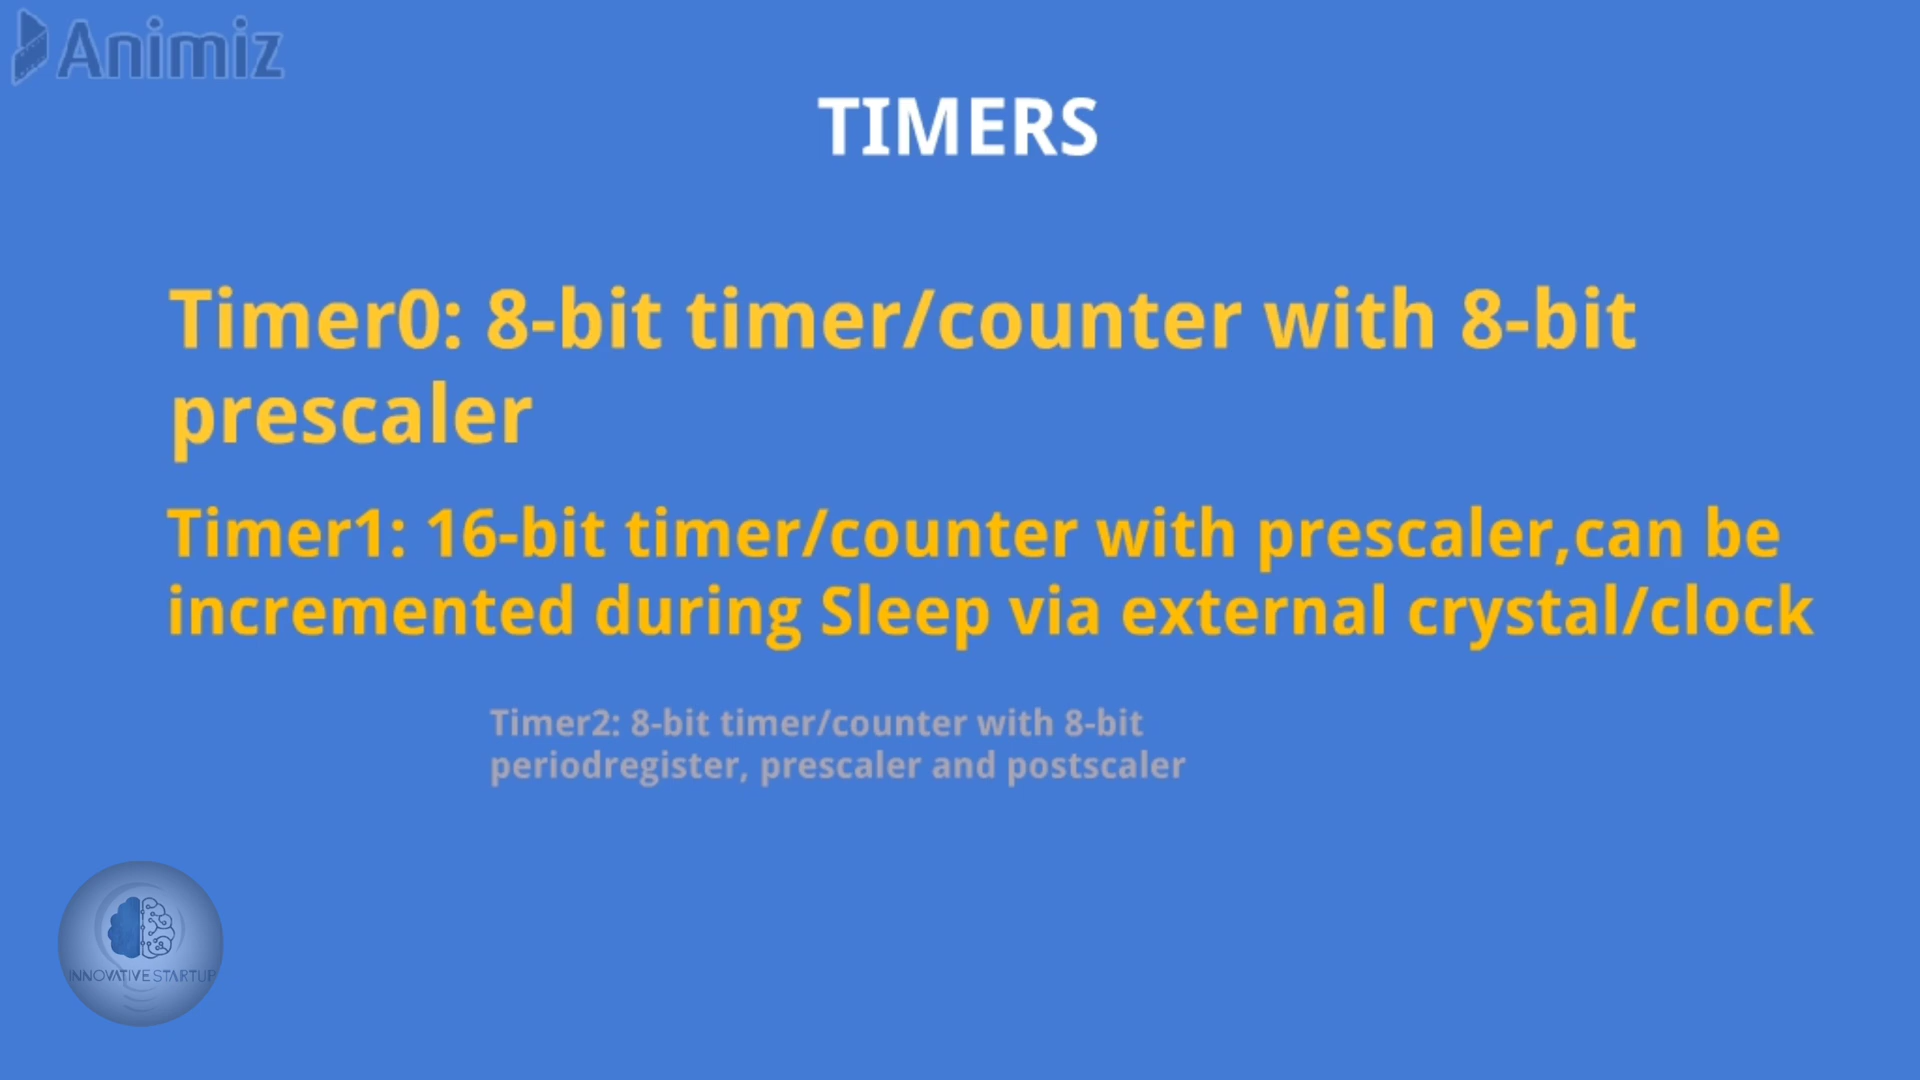 Animiz
TIMERS
Timer0: 8-bit timer/counter with 8-bit
prescaler
Timer1: 16-bit timer/counter with prescaler,can be
incremented during Sleep via external crystal/clock
Timer2: 8-bit timer/counter with 8-bit
periodregister, prescaler and postscaler
INNOVATIVE STARTUP